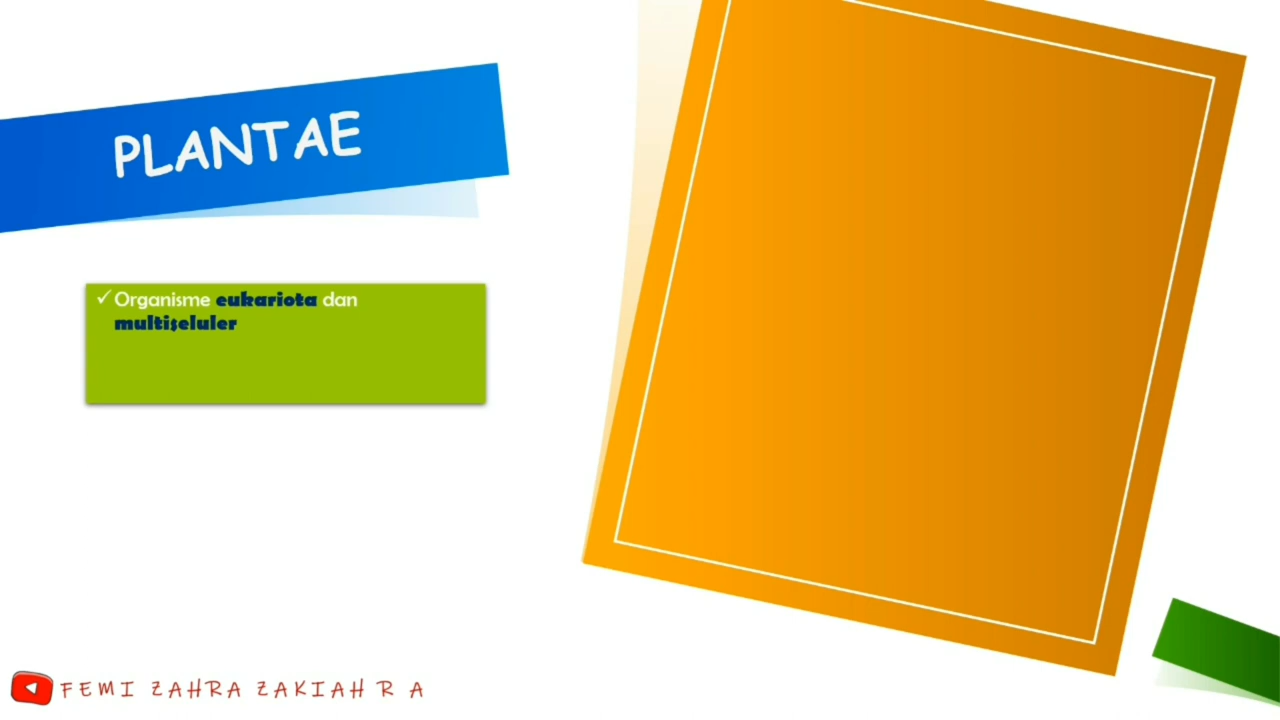 PLANTAE
✓ Organisme eukariota dan
multiseluler
FEMI ZAHRA ZAKIAH R A